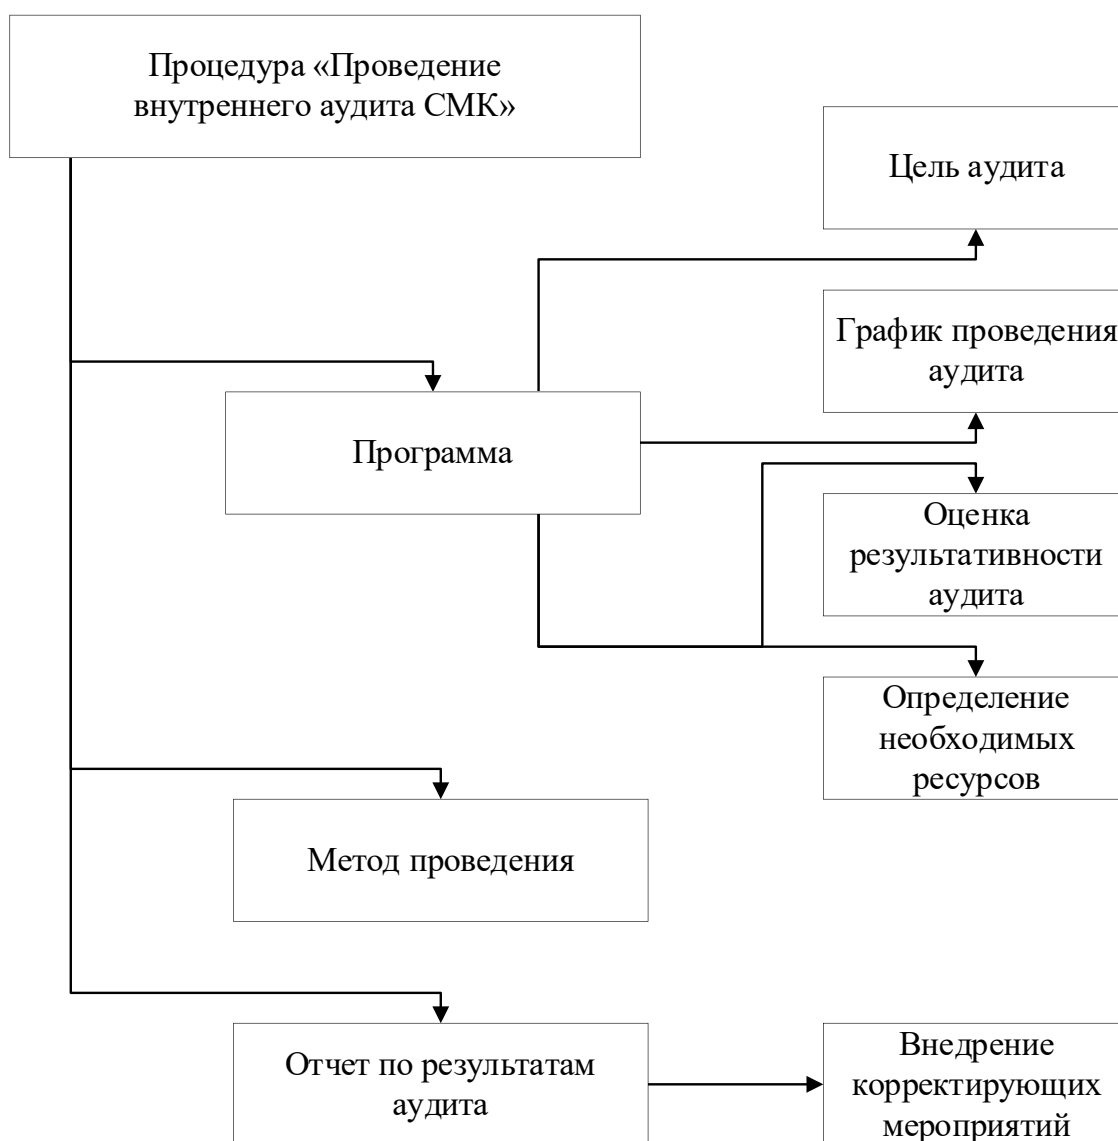 Процедура «Проведение
внутреннего аудита СМК»
Цель аудита
График проведения
аудита
Программа
Оценка
результативности
аудита
Определение
необходимых
ресурсов
Метод проведения
Отчет по результатам
аудита
Внедрение
корректирующих
мероприятий